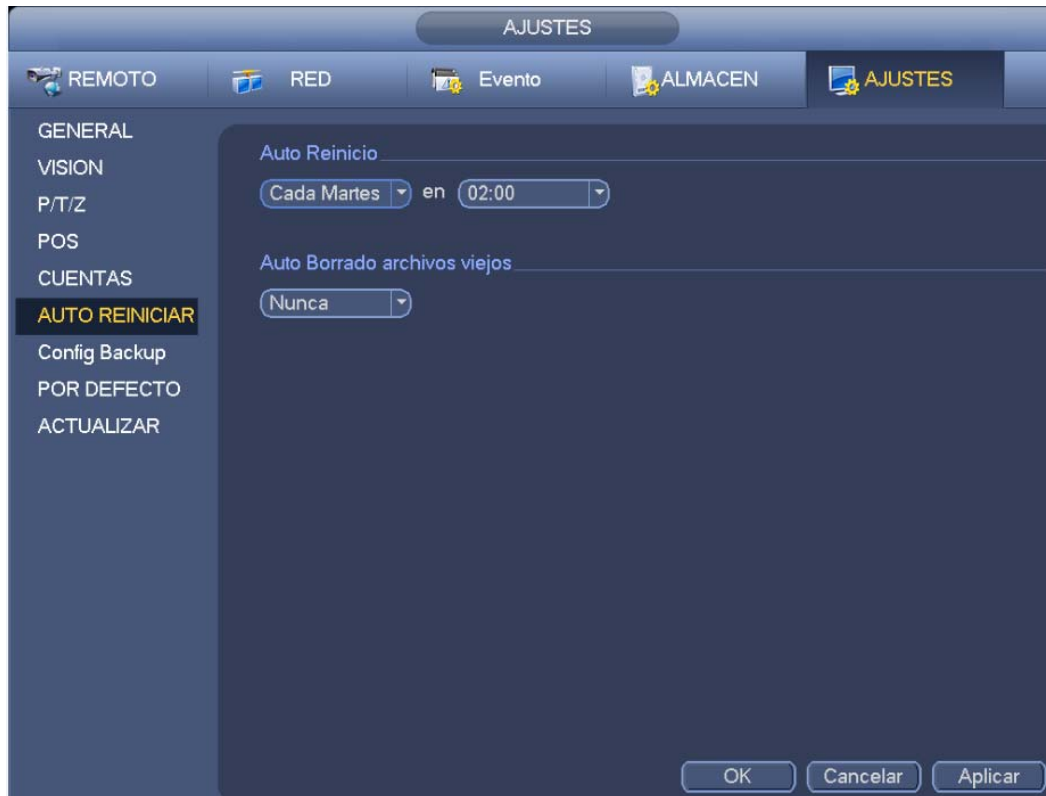 AJUSTES
REMOTO RED Evento ALMACEN AJUSTES
GENERAL
VISION
P/T/Z
POS
CUENTAS
AUTO REINICIAR
Config Backup
POR DEFECTO
ACTUALIZAR
Auto Reinicio
Cada Martes en 02:00
Auto Borrado archivos viejos
Nunca
OK Cancelar Aplicar